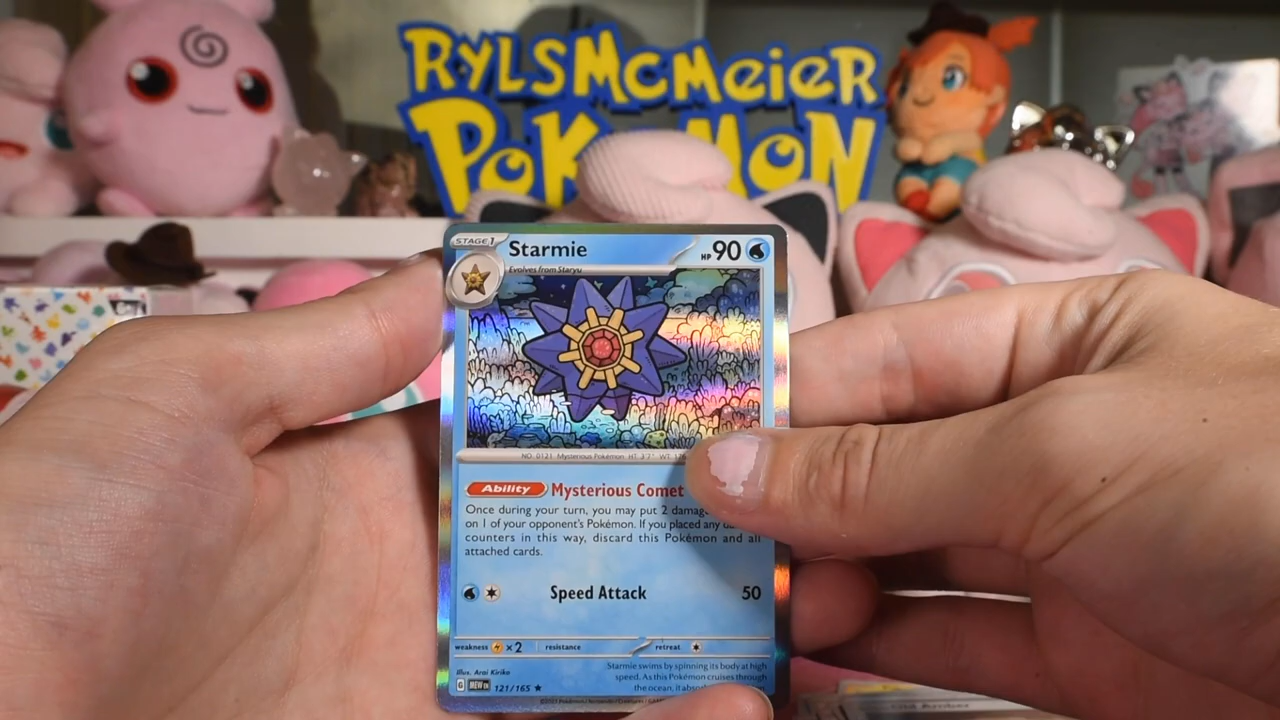 RYLSMCMEIER
POKÉMON
STAGE 1
Starmie
HP 90
Evolves from Staryu
NO. 0121 Mysterious Pokémon HT. 3'7" WT.
Ability Mysterious Comet
Once during your turn, you may put 2
on 1 of your opponent's Pokémon. If you placed any
counters in this way, discard this Pokémon and all
attached cards.
Speed Attack 50
weakness ×2 resistance retreat
Illus. Arai Kiriko
Starmie swims by spinning its body at high
speed. As this Pokémon cruises through
the ocean, it
G MEW EN 121/165